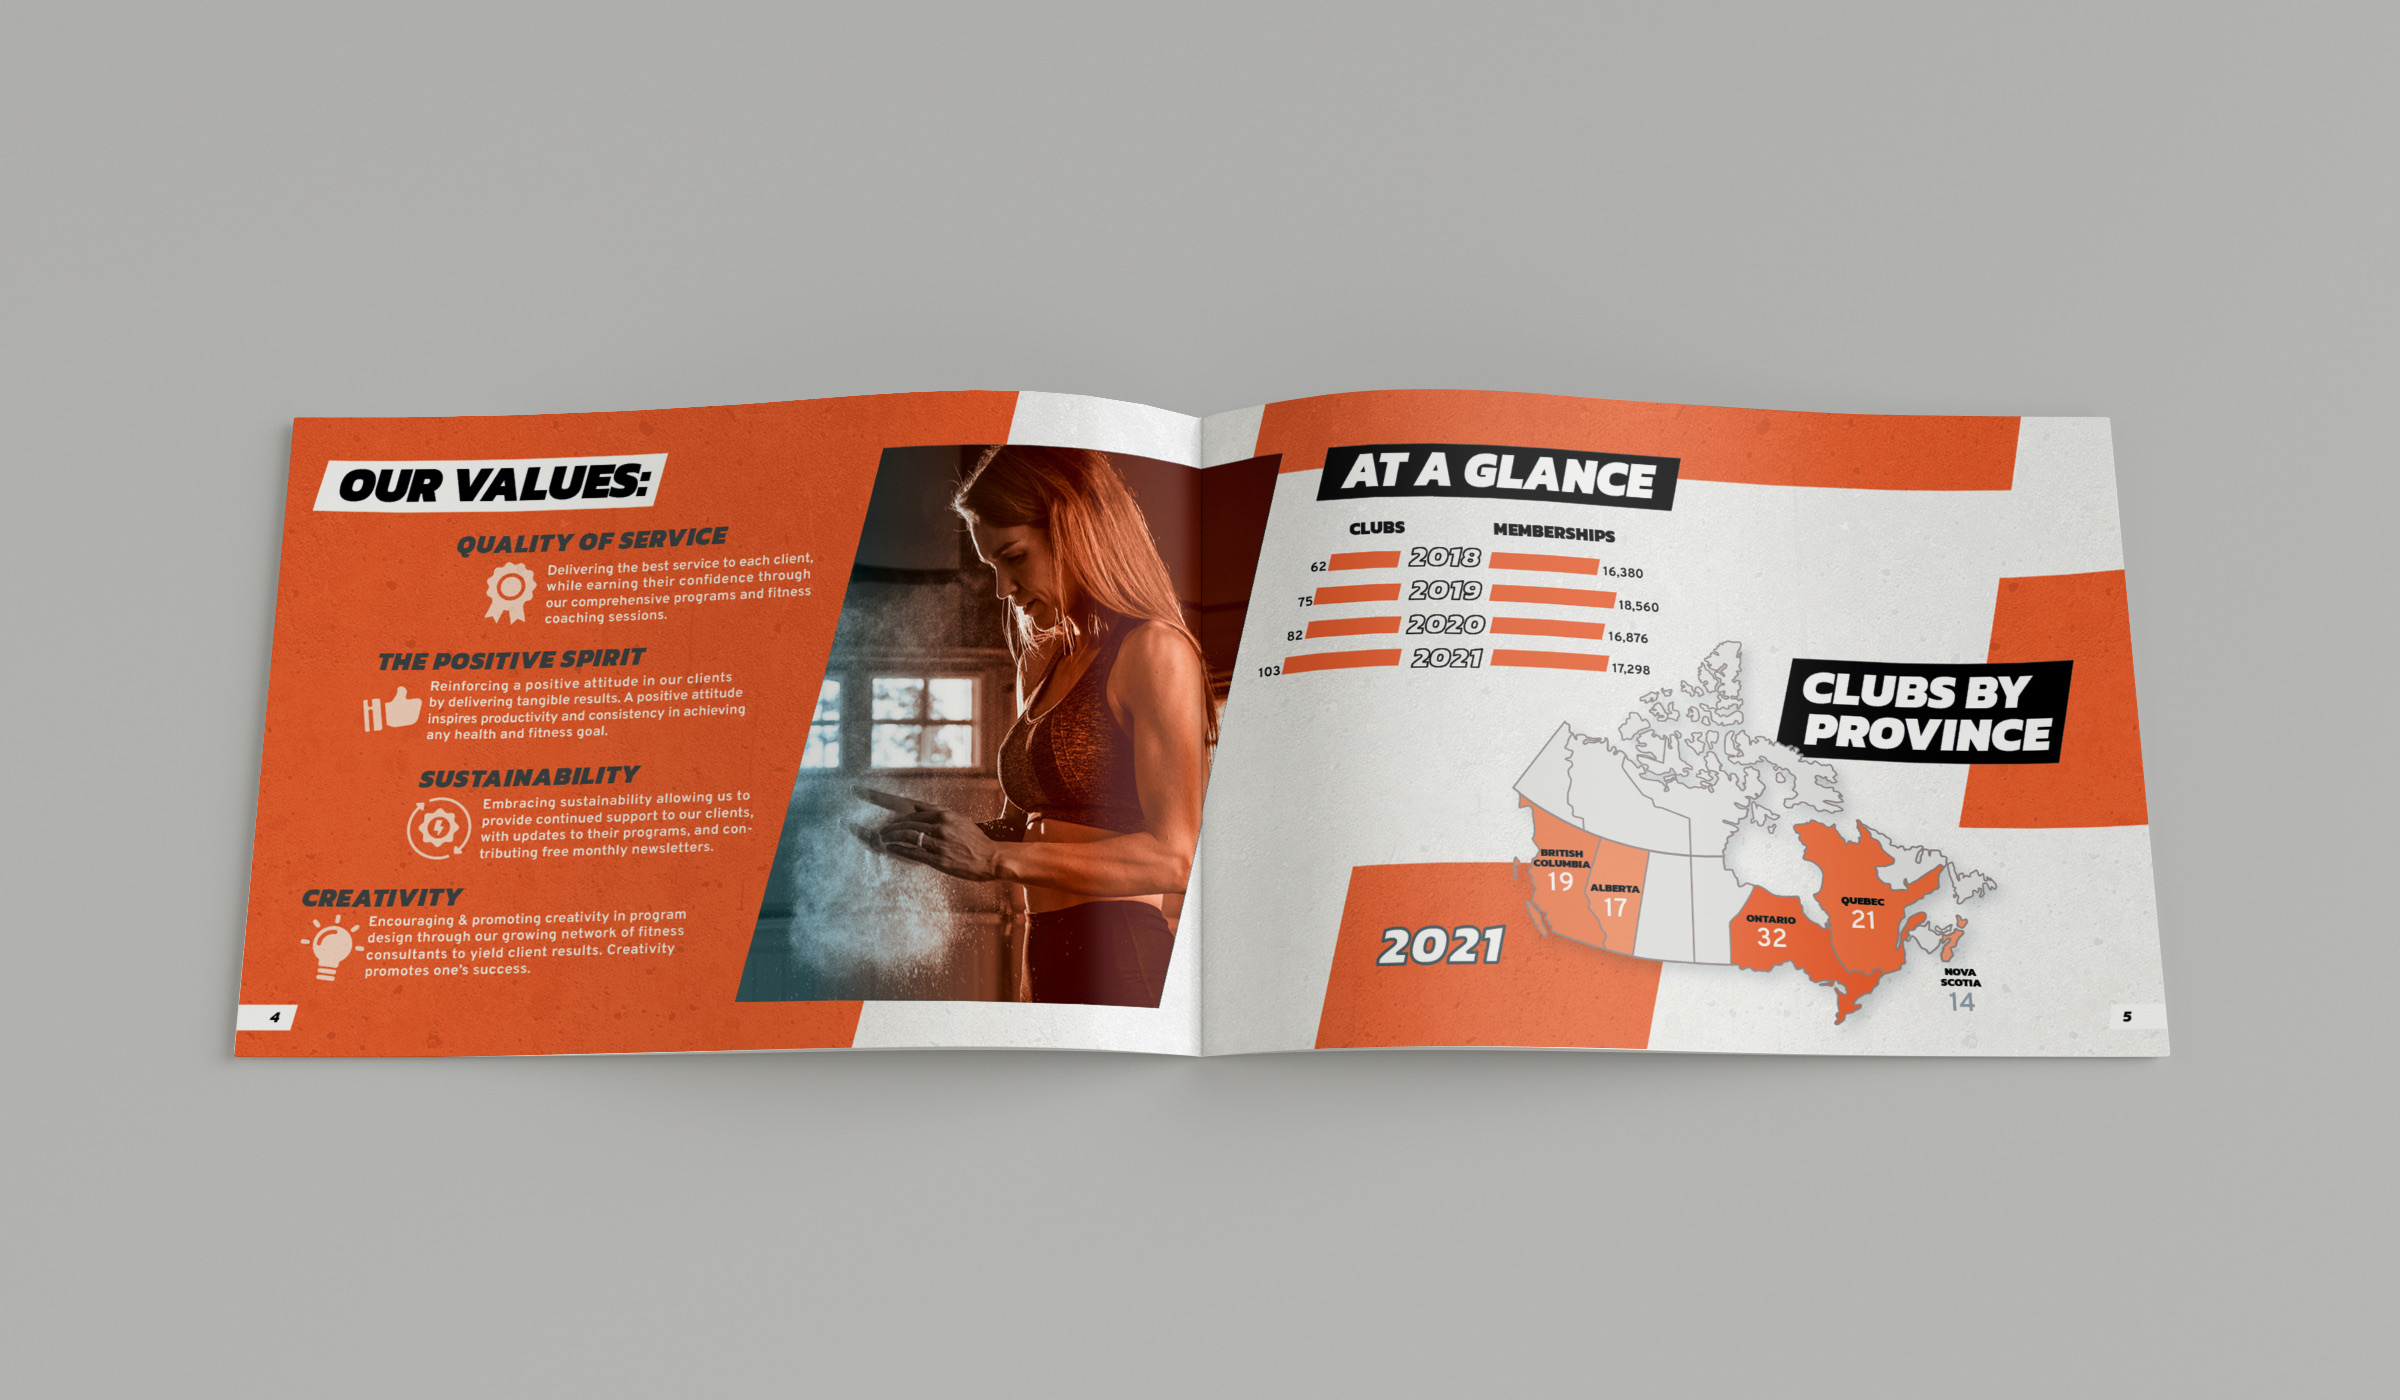 OUR VALUES:
QUALITY OF SERVICE
Delivering the best service to each client,
while earning their confidence through
our comprehensive programs and fitness
coaching sessions.
THE POSITIVE SPIRIT
Reinforcing a positive attitude in our clients
by delivering tangible results. A positive attitude
inspires productivity and consistency in achieving
any health and fitness goal.
SUSTAINABILITY
Embracing sustainability allowing us to
provide continued support to our clients,
with updates to their programs, and con-
tributing free monthly newsletters.
CREATIVITY
Encouraging & promoting creativity in program
design through our growing network of fitness
consultants to yield client results. Creativity
promotes one's success.
4
AT A GLANCE
CLUBS MEMBERSHIPS
62 2018 16,380
75 2019 18,560
82 2020 16,876
103 2021 17,298
CLUBS BY
PROVINCE
2021
BRITISH
COLUMBIA
19
ALBERTA
17
ONTARIO
32
QUEBEC
21
NOVA
SCOTIA
14
5